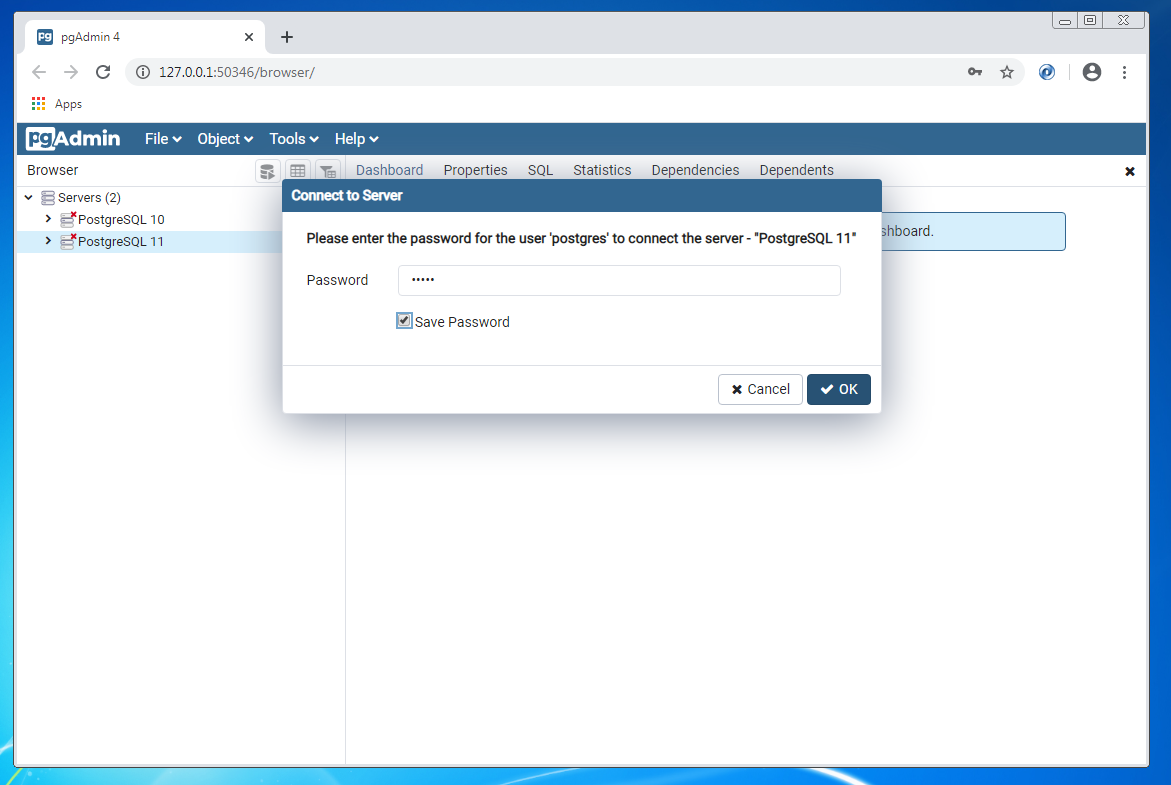 pgAdmin 4
127.0.0.1:50346/browser/
Apps
pgAdmin File Object Tools Help
Browser Dashboard Properties SQL Statistics Dependencies Dependents
Servers (2)
PostgreSQL 10
PostgreSQL 11
Connect to Server
shboard.
Please enter the password for the user 'postgres' to connect the server - "PostgreSQL 11"
Password •••••
Save Password
Cancel OK